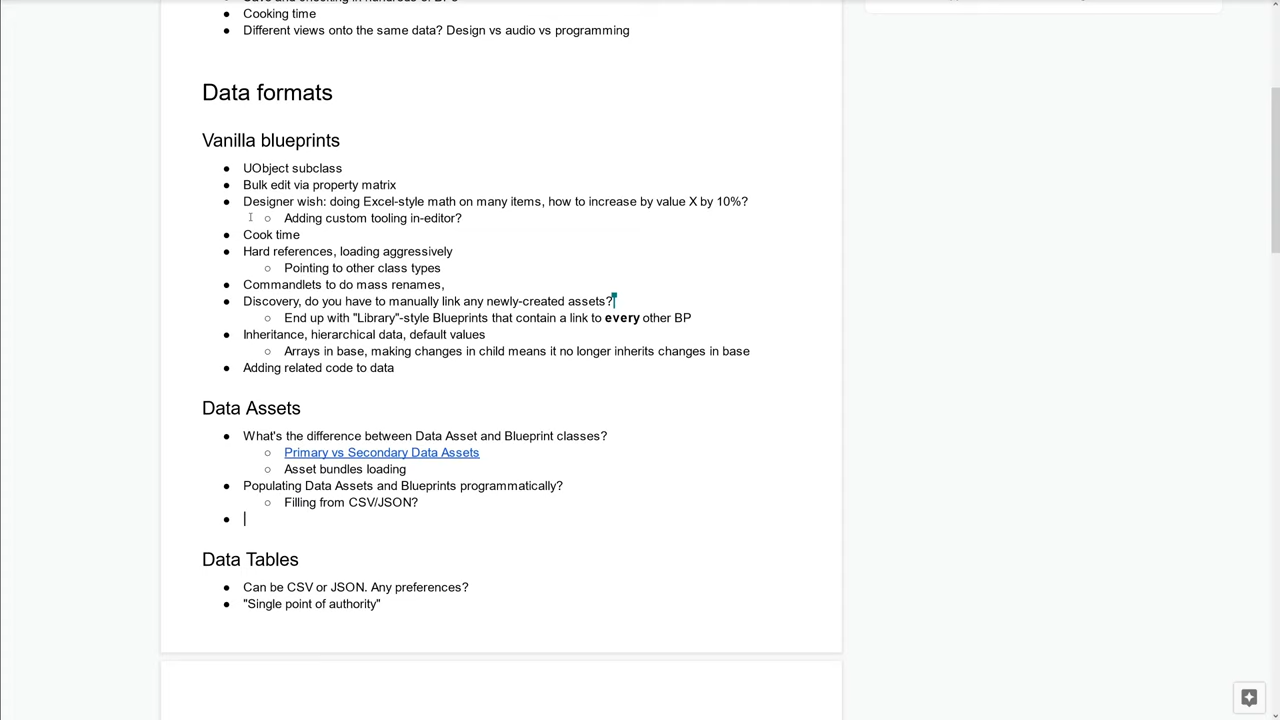 Cooking time
Different views onto the same data? Design vs audio vs programming
Data formats
Vanilla blueprints
UObject subclass
Bulk edit via property matrix
Designer wish: doing Excel-style math on many items, how to increase by value X by 10%?
Adding custom tooling in-editor?
Cook time
Hard references, loading aggressively
Pointing to other class types
Commandlets to do mass renames,
Discovery, do you have to manually link any newly-created assets?
End up with "Library"-style Blueprints that contain a link to every other BP
Inheritance, hierarchical data, default values
Arrays in base, making changes in child means it no longer inherits changes in base
Adding related code to data
Data Assets
What's the difference between Data Asset and Blueprint classes?
Primary vs Secondary Data Assets
Asset bundles loading
Populating Data Assets and Blueprints programmatically?
Filling from CSV/JSON?
Data Tables
Can be CSV or JSON. Any preferences?
"Single point of authority"